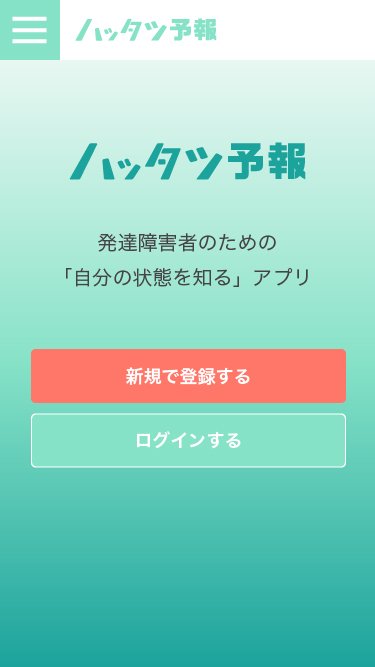 ハッタツ予報
ハッタツ予報
発達障害者のための
「自分の状態を知る」アプリ
新規で登録する
ログインする